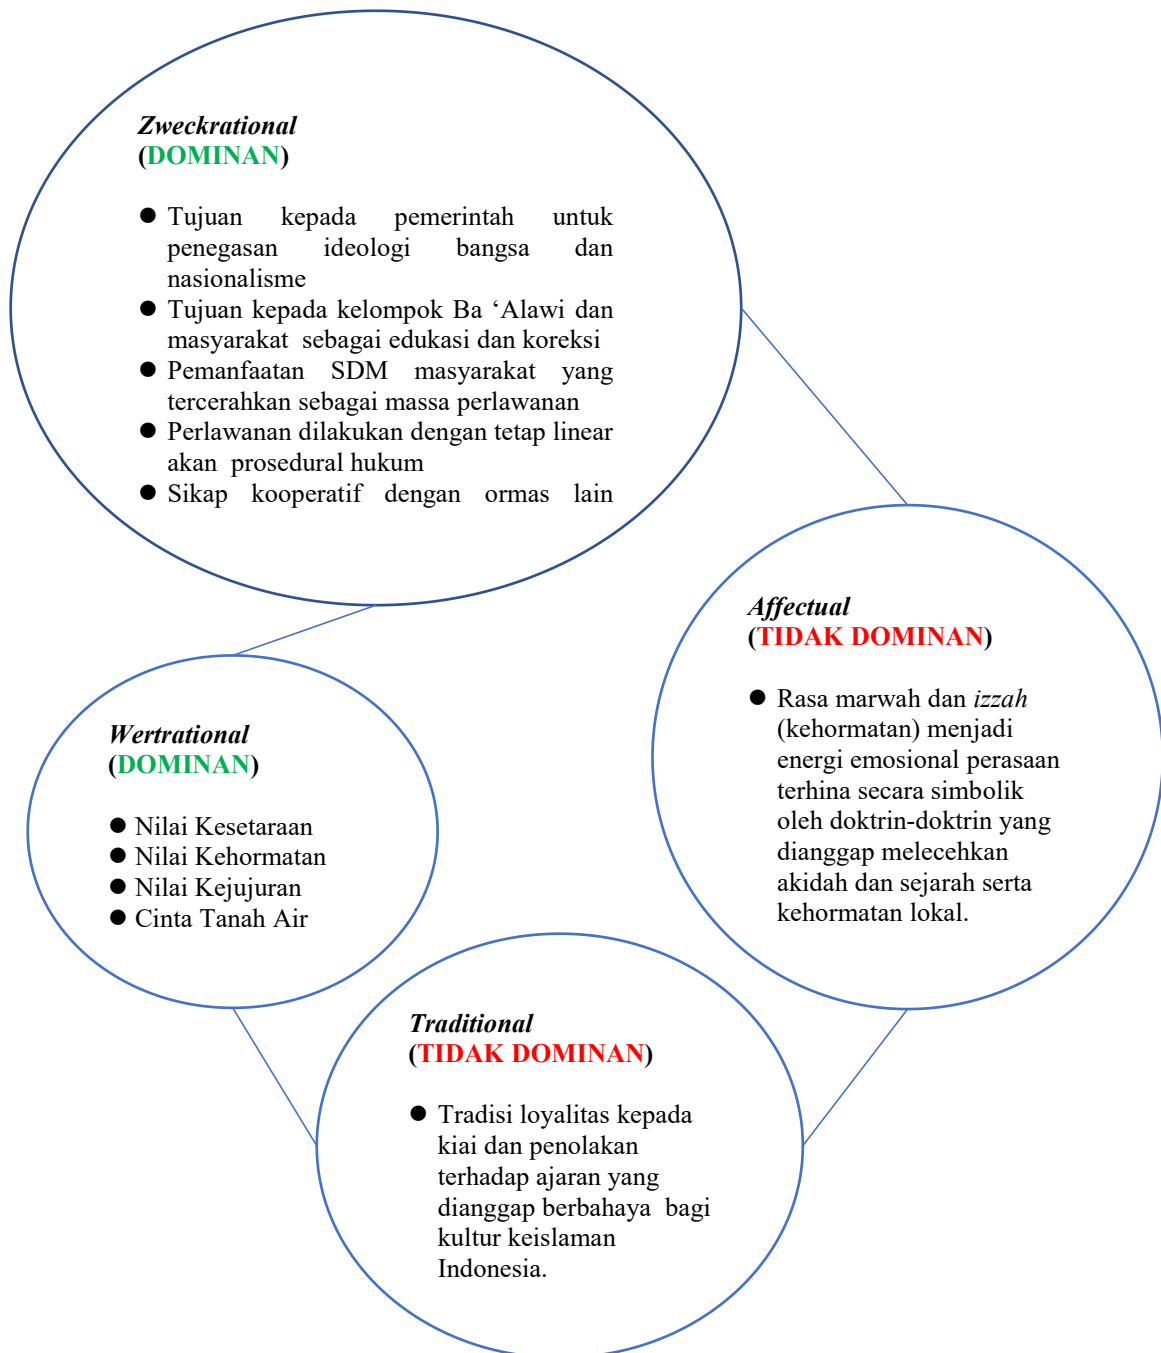 Zweckrational
(DOMINAN)
● Tujuan kepada pemerintah untuk
penegasan ideologi bangsa dan
nasionalisme
● Tujuan kepada kelompok Ba ‘Alawi dan
masyarakat sebagai edukasi dan koreksi
● Pemanfaatan SDM masyarakat yang
tercerahkan sebagai massa perlawanan
● Perlawanan dilakukan dengan tetap linear
akan prosedural hukum
● Sikap kooperatif dengan ormas lain
Affectual
(TIDAK DOMINAN)
● Rasa marwah dan izzah
(kehormatan) menjadi
energi emosional perasaan
terhina secara simbolik
oleh doktrin-doktrin yang
dianggap melecehkan
akidah dan sejarah serta
kehormatan lokal.
Wertrational
(DOMINAN)
● Nilai Kesetaraan
● Nilai Kehormatan
● Nilai Kejujuran
● Cinta Tanah Air
Traditional
(TIDAK DOMINAN)
● Tradisi loyalitas kepada
kiai dan penolakan
terhadap ajaran yang
dianggap berbahaya bagi
kultur keislaman
Indonesia.